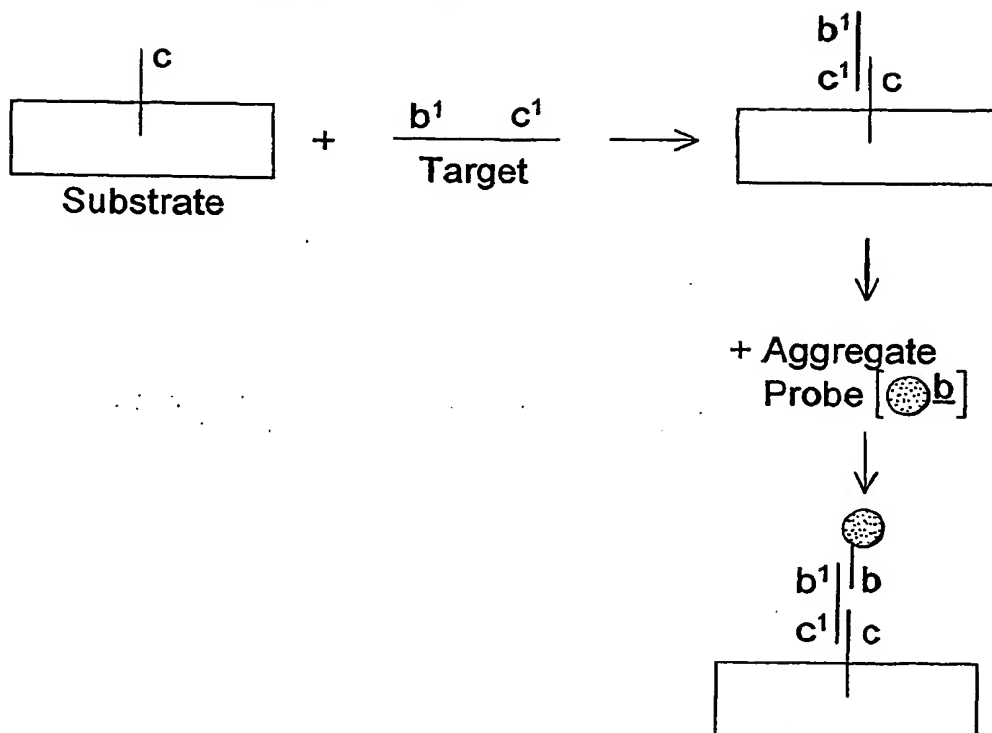 c
Substrate
+
b¹ c¹
Target
b¹
c¹ c
+ Aggregate
Probe [b]
b¹ b
c¹ c